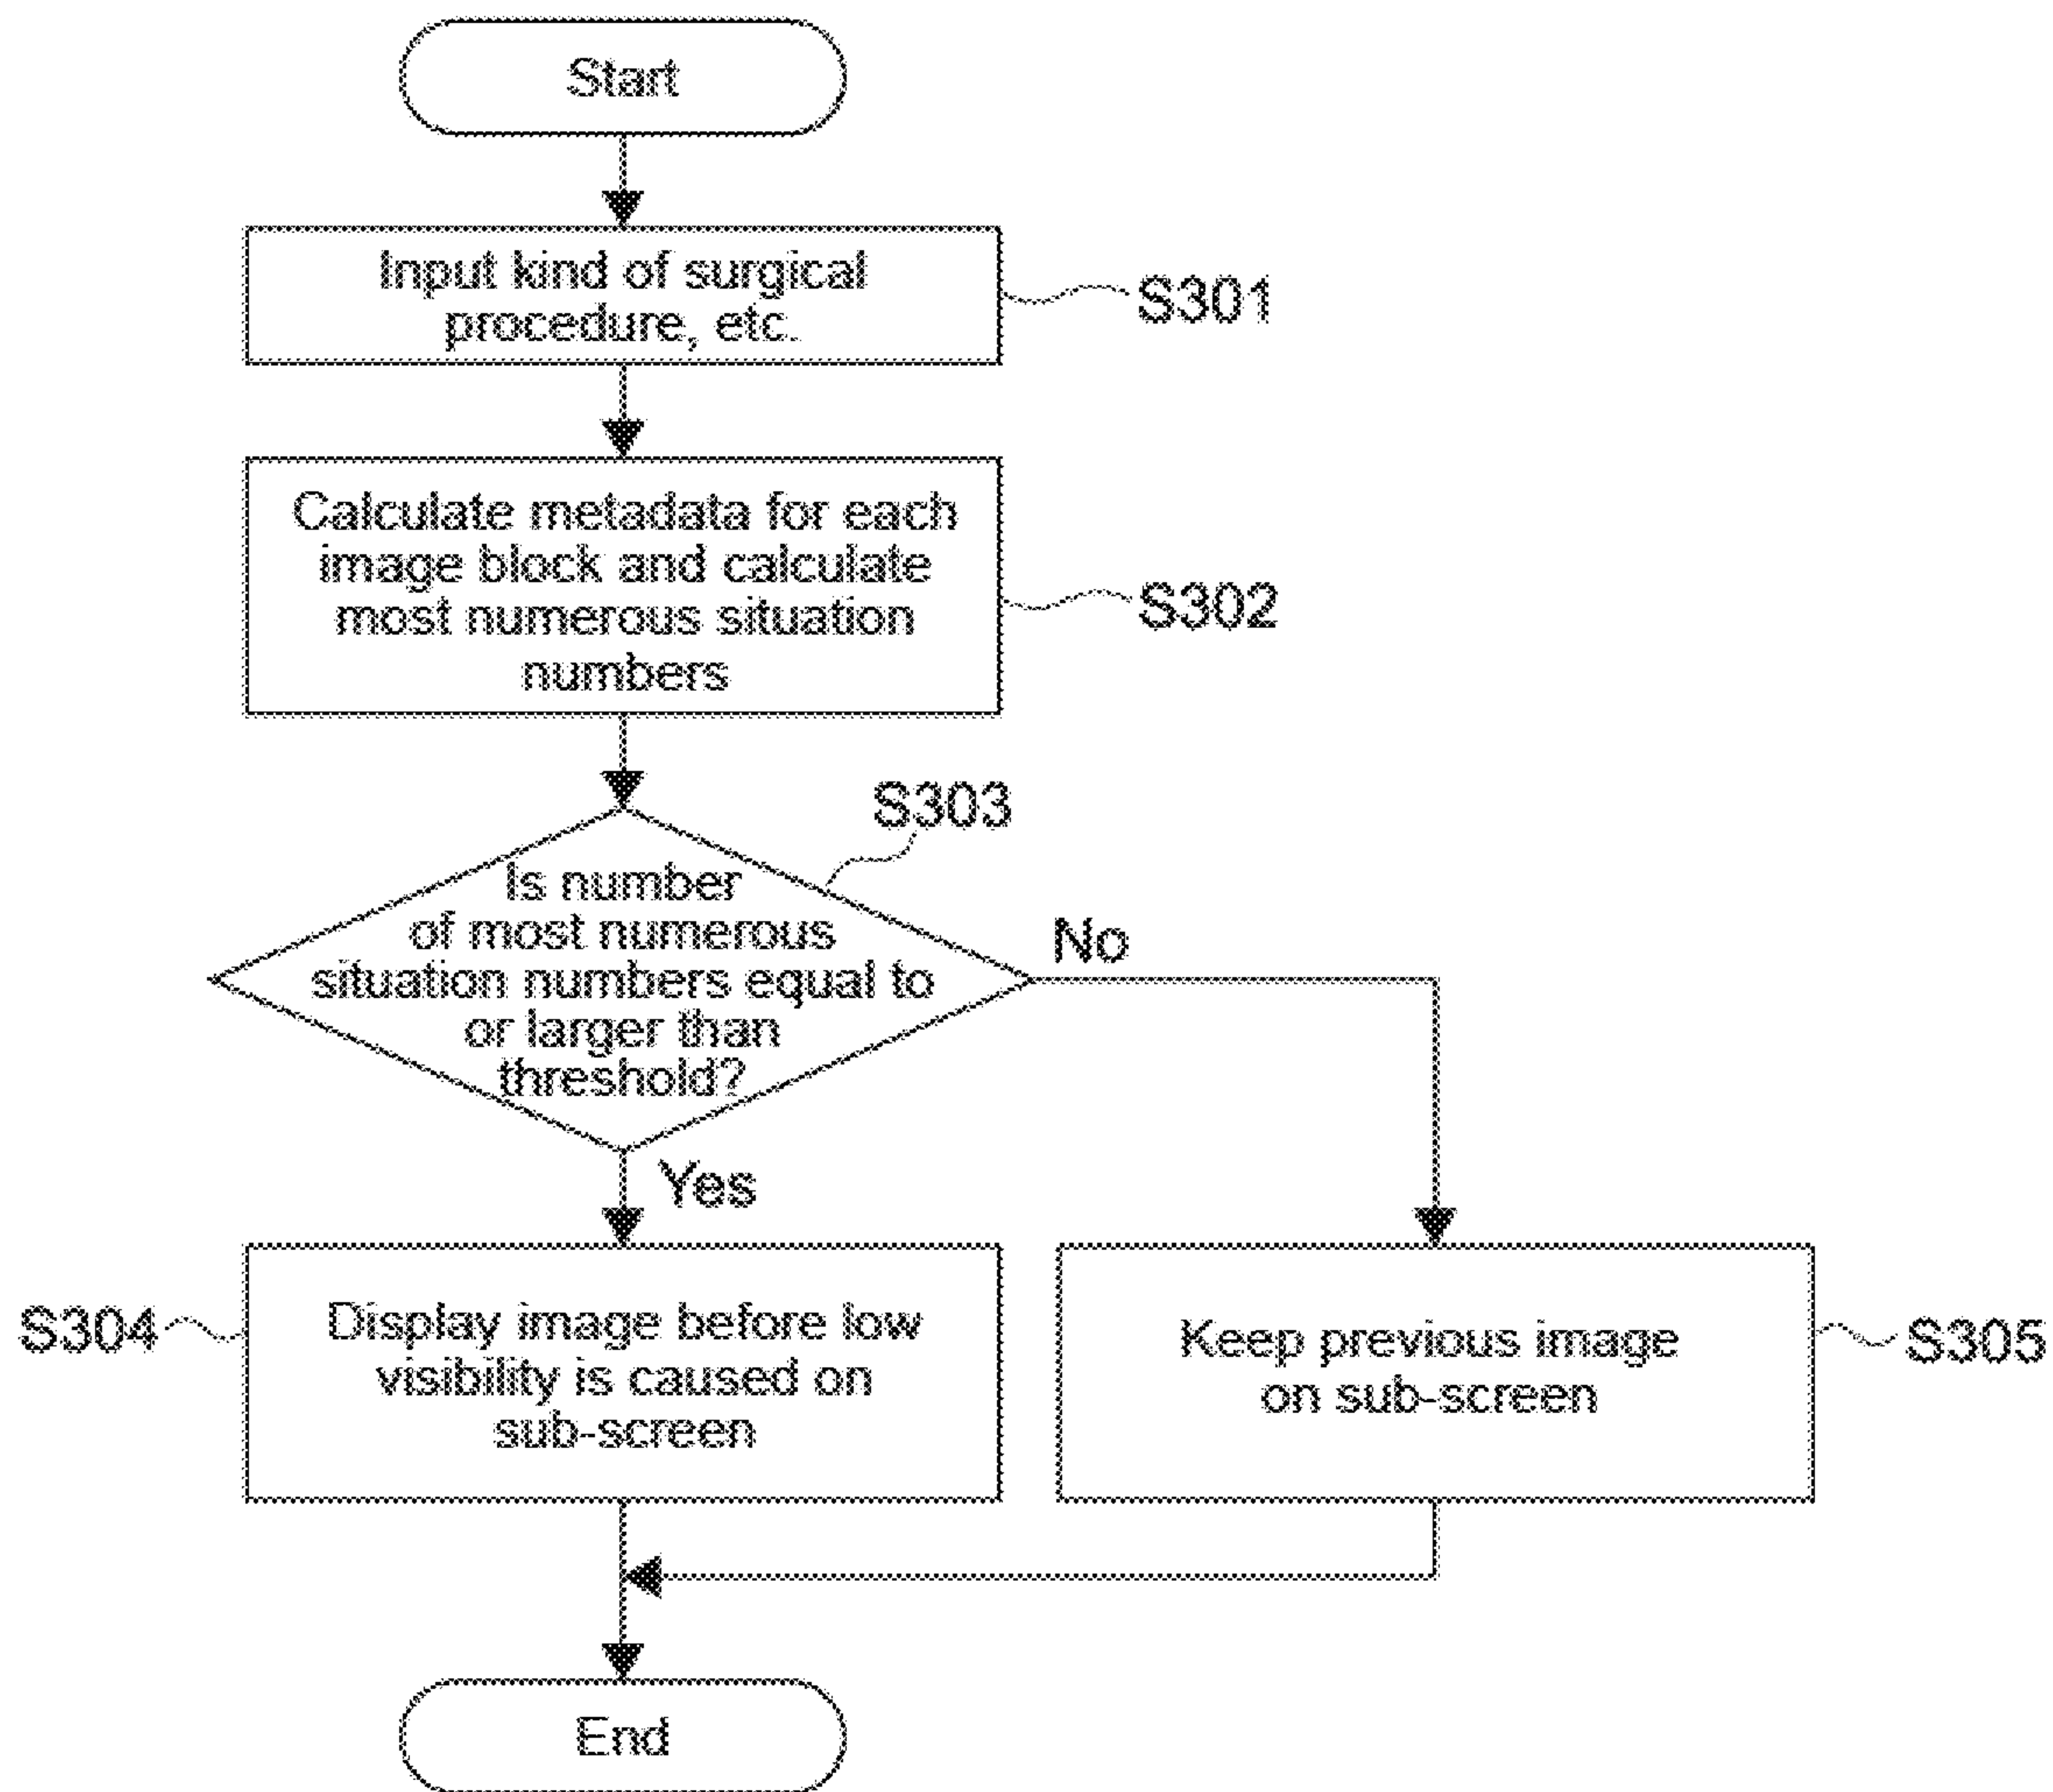 Start
Input kind of surgical
procedure, etc.
S301
Calculate metadata for each
image block and calculate
most numerous situation
numbers
S302
S303
Is number
of most numerous
situation numbers equal to
or larger than
threshold?
No
Yes
S304
Display image before low
visibility is caused on
sub-screen
Keep previous image
on sub-screen
S305
End